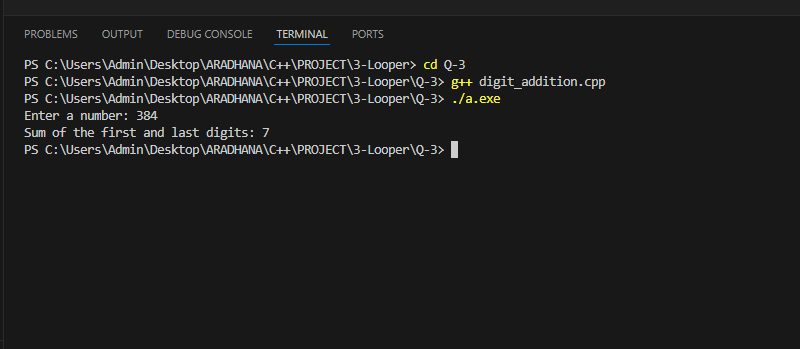 PROBLEMS OUTPUT DEBUG CONSOLE TERMINAL PORTS
PS C:\Users\Admin\Desktop\ARADHANA\C++\PROJECT\3-Looper> cd Q-3
PS C:\Users\Admin\Desktop\ARADHANA\C++\PROJECT\3-Looper\Q-3> g++ digit_addition.cpp
PS C:\Users\Admin\Desktop\ARADHANA\C++\PROJECT\3-Looper\Q-3> ./a.exe
Enter a number: 384
Sum of the first and last digits: 7
PS C:\Users\Admin\Desktop\ARADHANA\C++\PROJECT\3-Looper\Q-3>